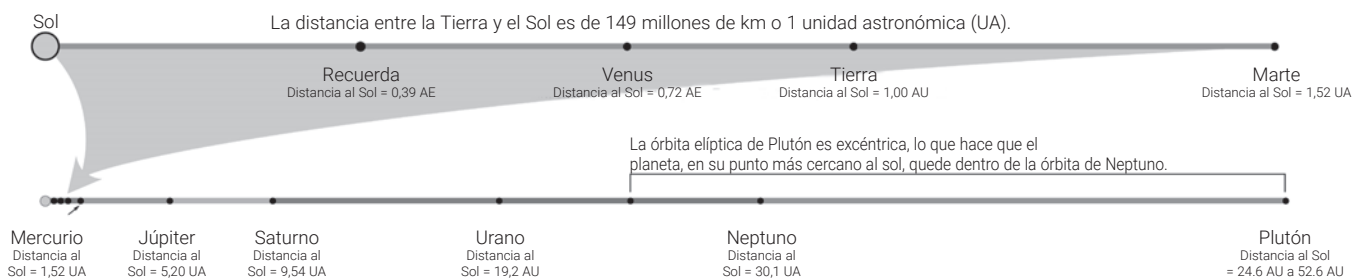 Sol
La distancia entre la Tierra y el Sol es de 149 millones de km o 1 unidad astronómica (UA).
Recuerda
Distancia al Sol = 0,39 AE
Venus
Distancia al Sol = 0,72 AE
Tierra
Distancia al Sol = 1,00 AU
Marte
Distancia al Sol = 1,52 UA
La órbita elíptica de Plutón es excéntrica, lo que hace que el
planeta, en su punto más cercano al sol, quede dentro de la órbita de Neptuno.
Mercurio
Distancia al
Sol = 1,52 UA
Júpiter
Distancia al
Sol = 5,20 UA
Saturno
Distancia al
Sol = 9,54 UA
Urano
Distancia al
Sol = 19,2 AU
Neptuno
Distancia al
Sol = 30,1 UA
Plutón
Distancia al Sol
= 24.6 AU a 52.6 AU